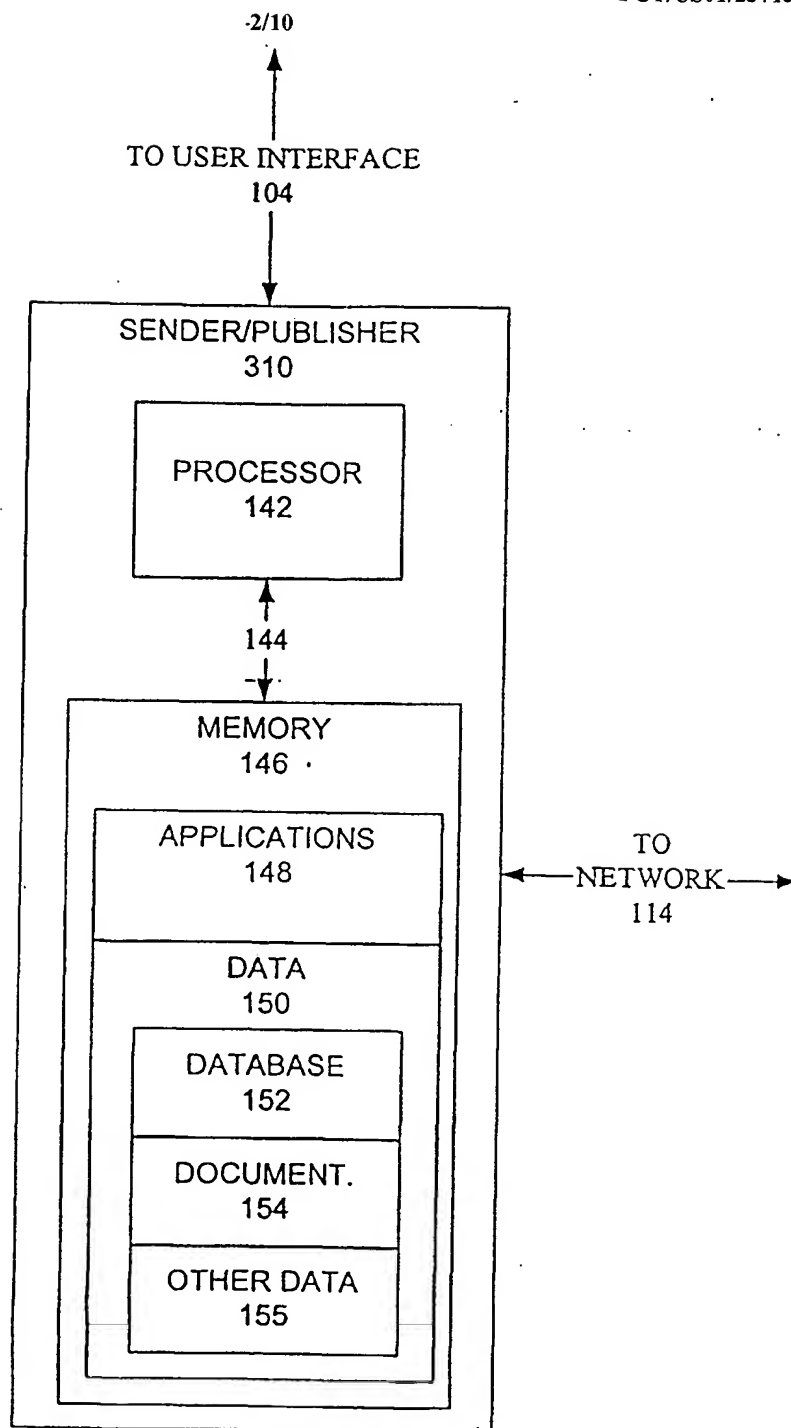 -2/10
TO USER INTERFACE
104
SENDER/PUBLISHER
310
PROCESSOR
142
144
MEMORY
146
APPLICATIONS
148
TO
NETWORK
114
DATA
150
DATABASE
152
DOCUMENT.
154
OTHER DATA
155